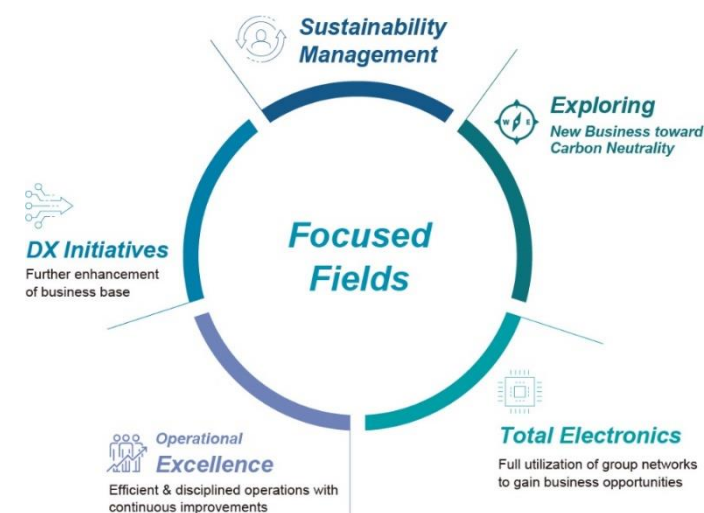 Sustainability
Management
Exploring
New Business toward
Carbon Neutrality
W E
Focused
Fields
DX Initiatives
Further enhancement
of business base
Total Electronics
Full utilization of group networks
to gain business opportunities
Operational
Excellence
Efficient & disciplined operations with
continuous improvements